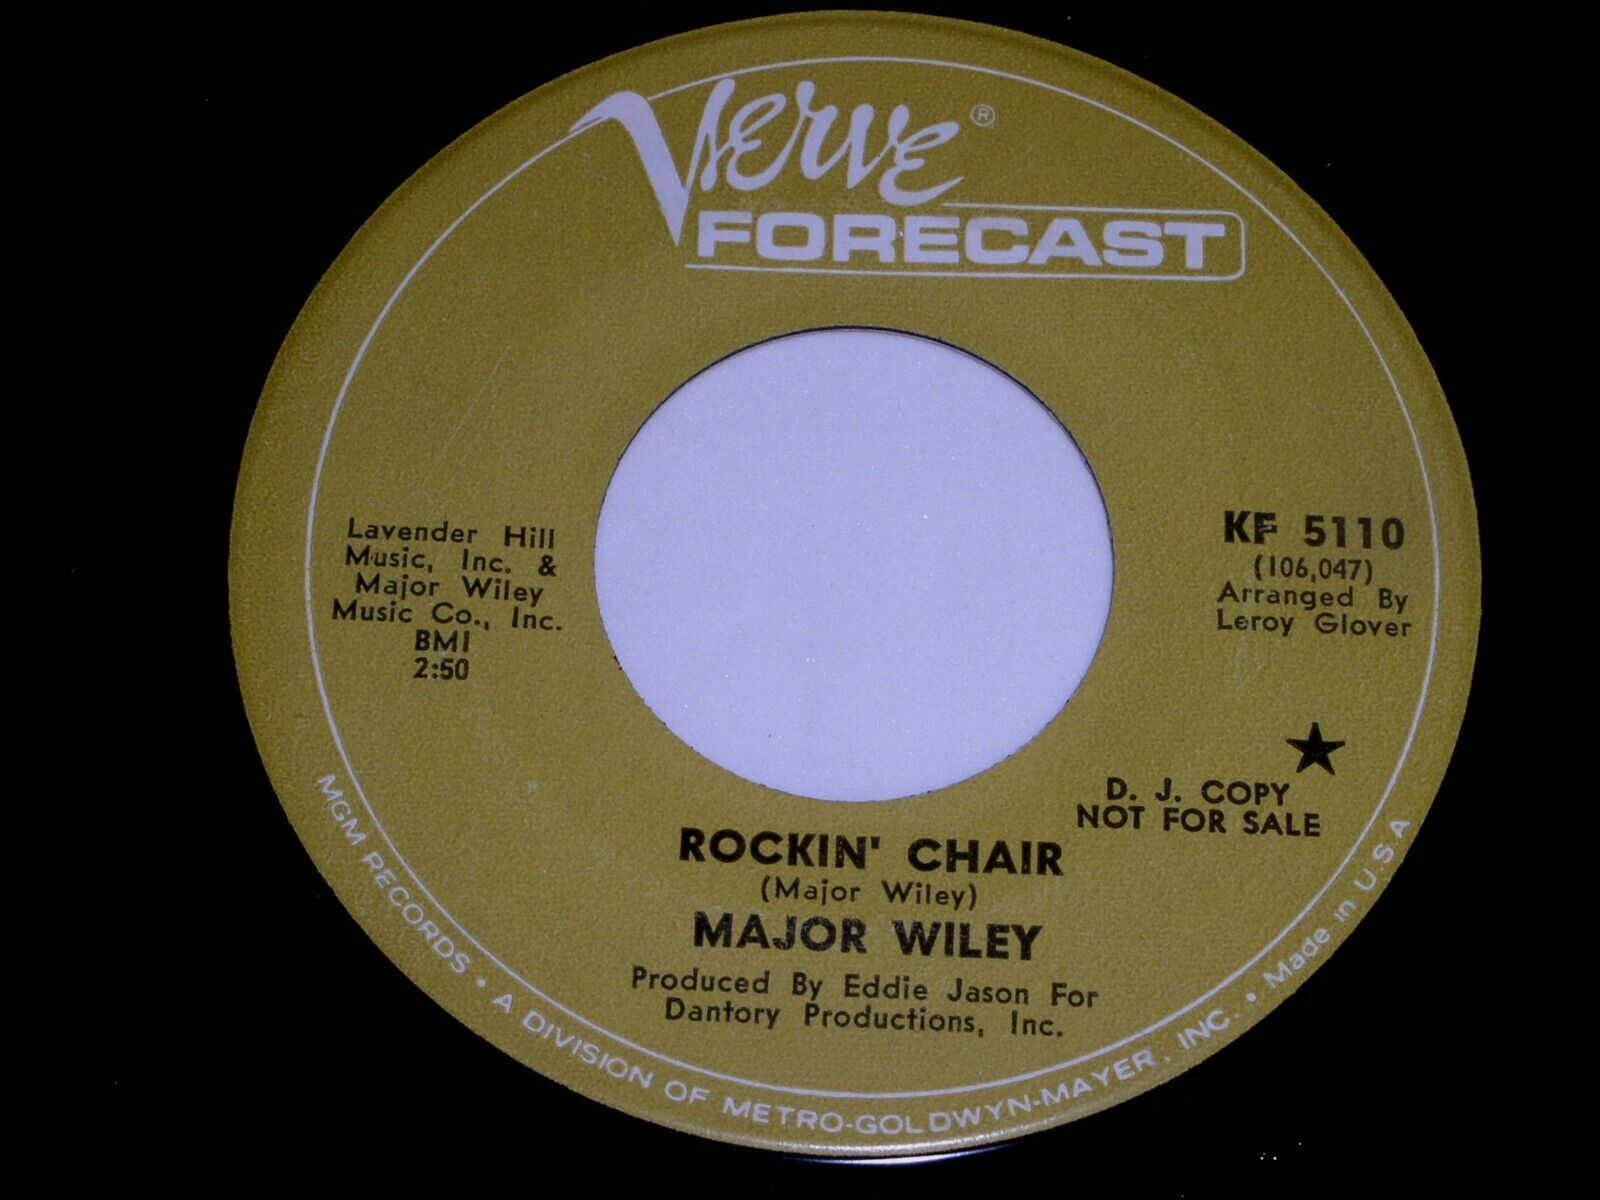 VERVE ®
FORECAST
Lavender Hill
Music, Inc. &
Major Wiley
Music Co., Inc.
BMI
2:50
KF 5110
(106,047)
Arranged By
Leroy Glover
★
D. J. COPY
NOT FOR SALE
ROCKIN' CHAIR
(Major Wiley)
MAJOR WILEY
Produced By Eddie Jason For
Dantory Productions, Inc.
MGM RECORDS • A DIVISION OF METRO-GOLDWYN-MAYER, INC. • Made in U.S.A